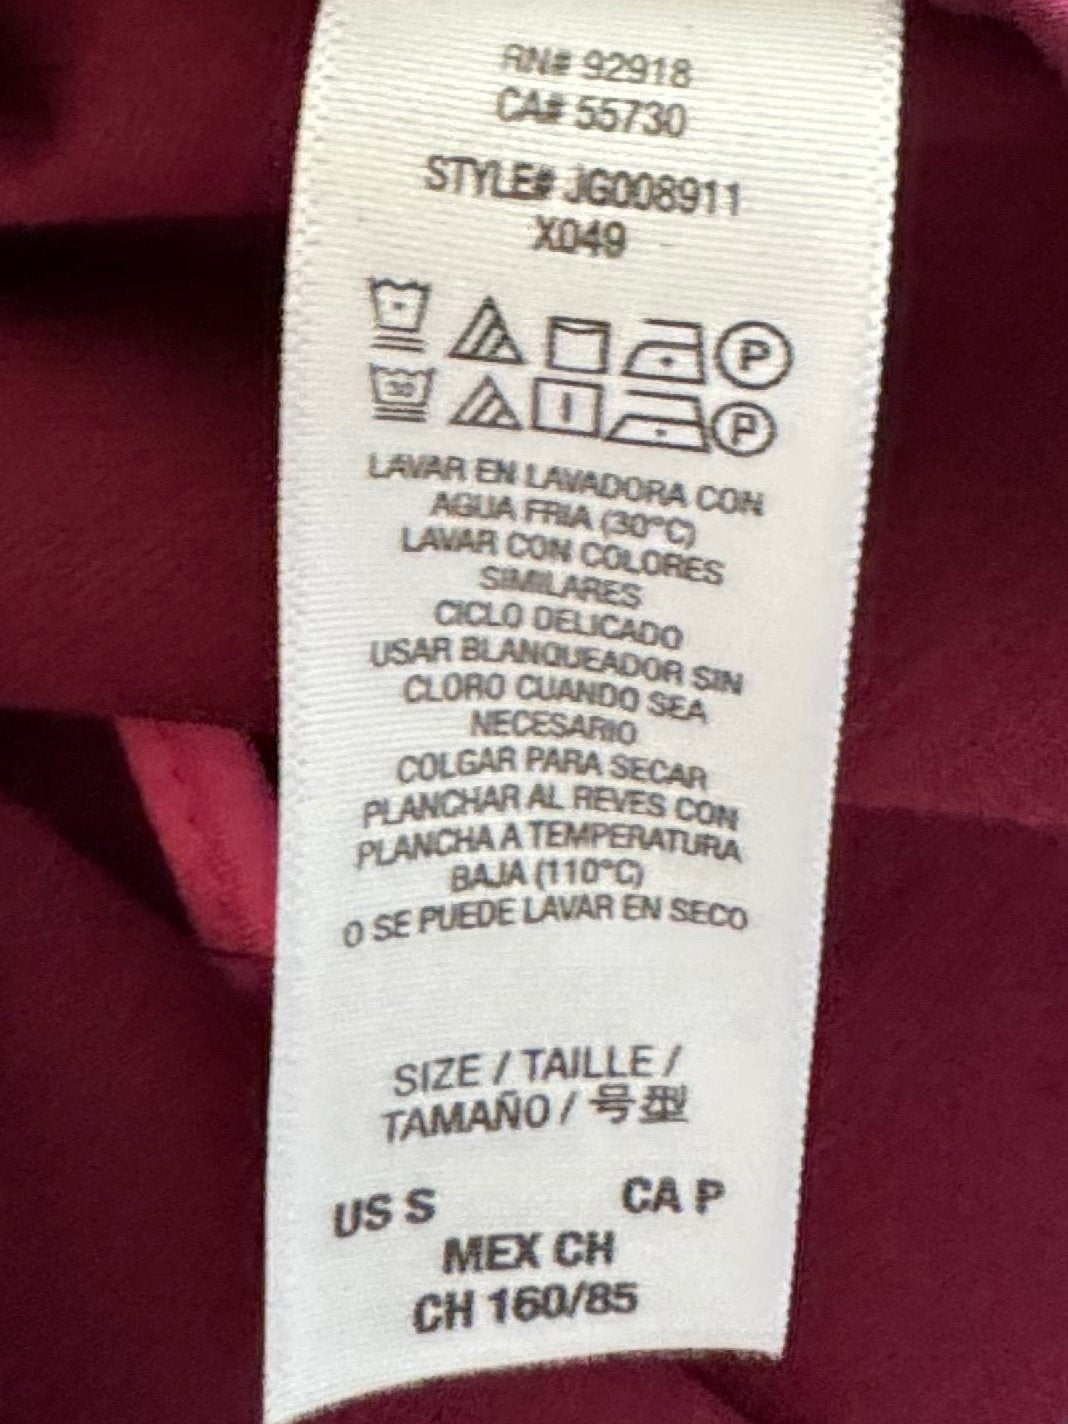 RN# 92918
CA# 55730
STYLE# JG008911
X049
P
30
P
LAVAR EN LAVADORA CON
AGUA FRIA (30°C)
LAVAR CON COLORES
SIMILARES
CICLO DELICADO
USAR BLANQUEADOR SIN
CLORO CUANDO SEA
NECESARIO
COLGAR PARA SECAR
PLANCHAR AL REVES CON
PLANCHA A TEMPERATURA
BAJA (110°C)
O SE PUEDE LAVAR EN SECO
SIZE / TAILLE /
TAMAÑO / 号型
US S CA P
MEX CH
CH 160/85